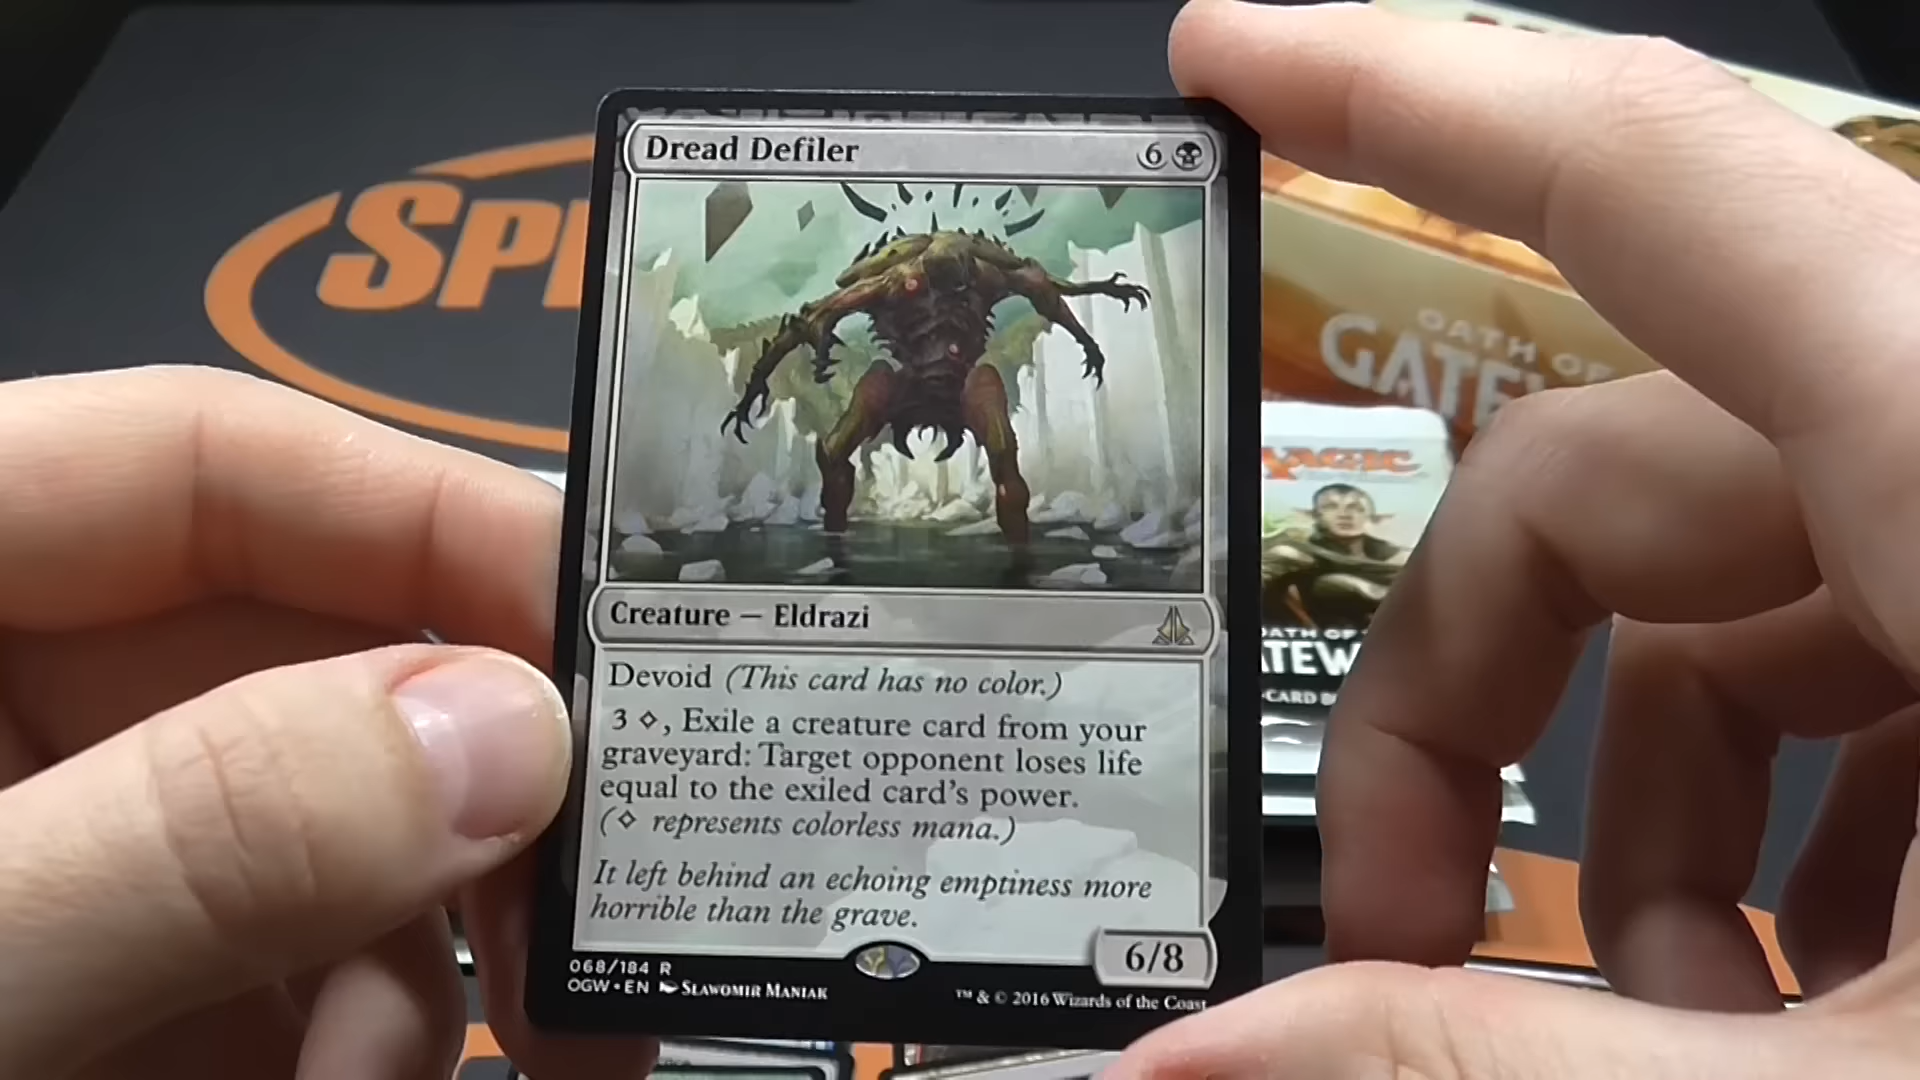 Dread Defiler
6
SPI
OATH OF
MAGIC
Creature — Eldrazi
OATH OF
Devoid (This card has no color.)
3 ◇, Exile a creature card from your
graveyard: Target opponent loses life
equal to the exiled card's power.
(◇ represents colorless mana.)
It left behind an echoing emptiness more
horrible than the grave.
6/8
068/184 R
OGW • EN SLAWOMIR MANIAK
™ & © 2016 Wizards of the Coast